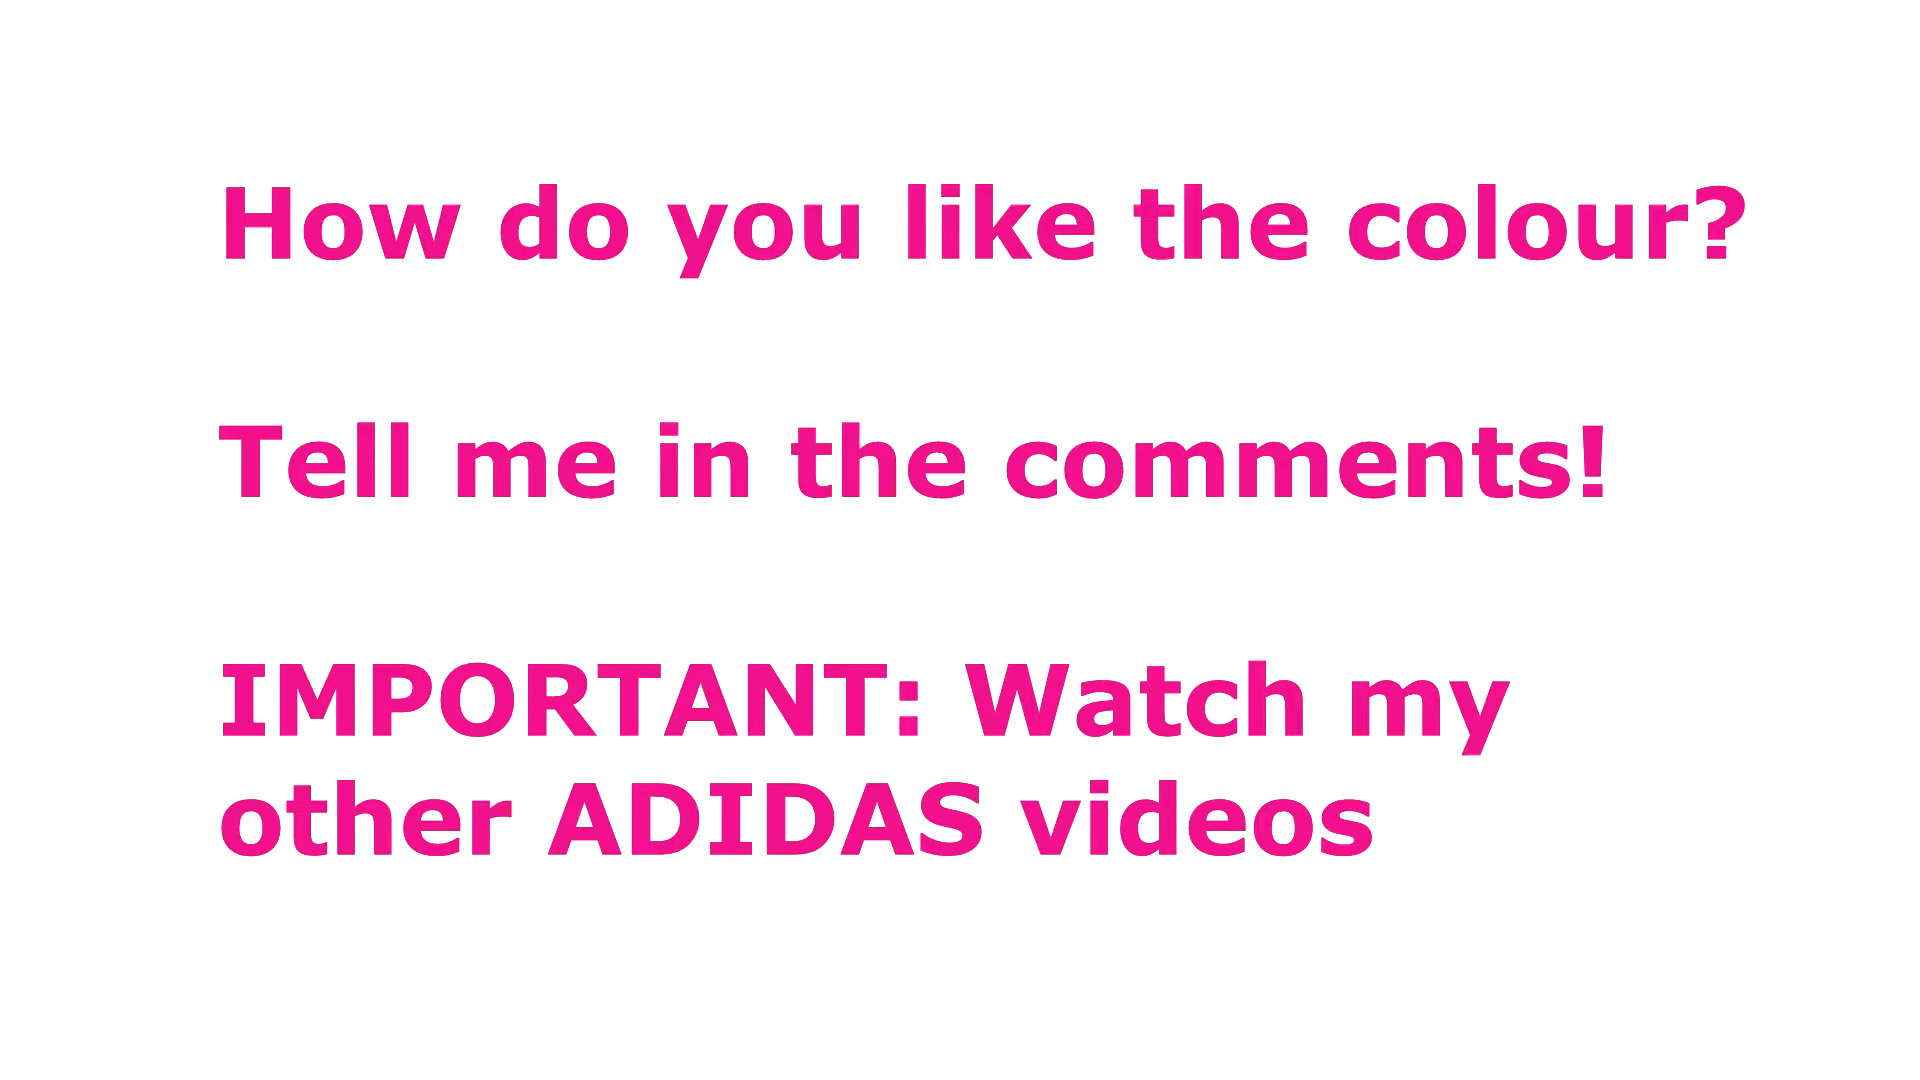 How do you like the colour?
Tell me in the comments!
IMPORTANT: Watch my
other ADIDAS videos